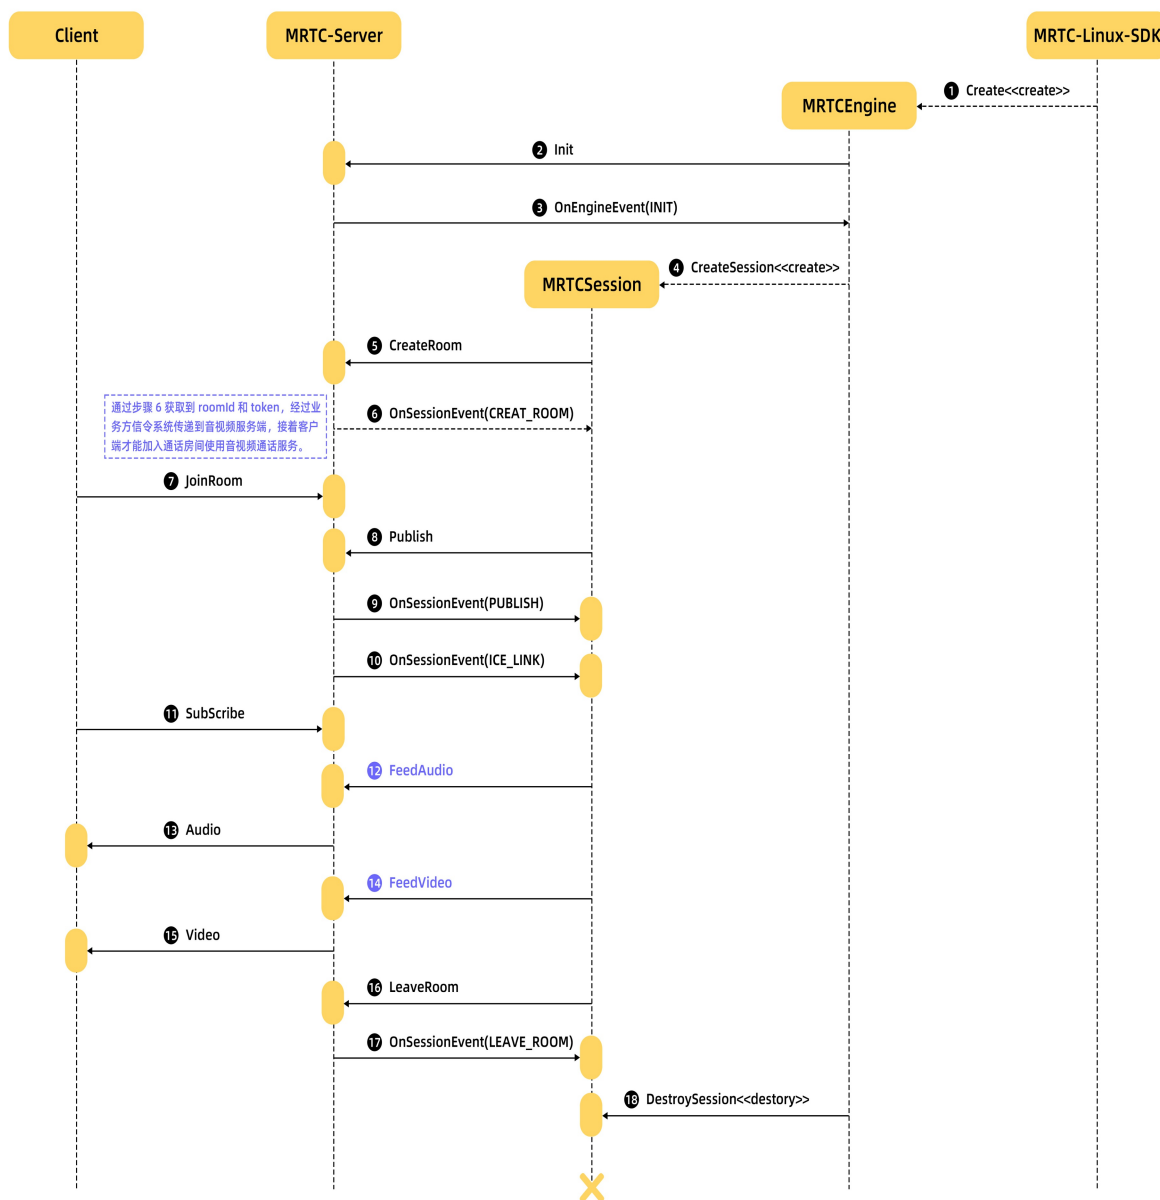 Client
MRTC-Server
MRTC-Linux-SDK
MRTCEngine
1 Create<<create>>
2 Init
3 OnEngineEvent(INIT)
MRTCSession
4 CreateSession<<create>>
5 CreateRoom
通过步骤 6 获取到 roomId 和 token，经过业
务方信令系统传递到音视频服务端，接着客户
端才能加入通话房间使用音视频通话服务。
6 OnSessionEvent(CREAT_ROOM)
7 JoinRoom
8 Publish
9 OnSessionEvent(PUBLISH)
10 OnSessionEvent(ICE_LINK)
11 SubScribe
12 FeedAudio
13 Audio
14 FeedVideo
15 Video
16 LeaveRoom
17 OnSessionEvent(LEAVE_ROOM)
18 DestroySession<<destory>>